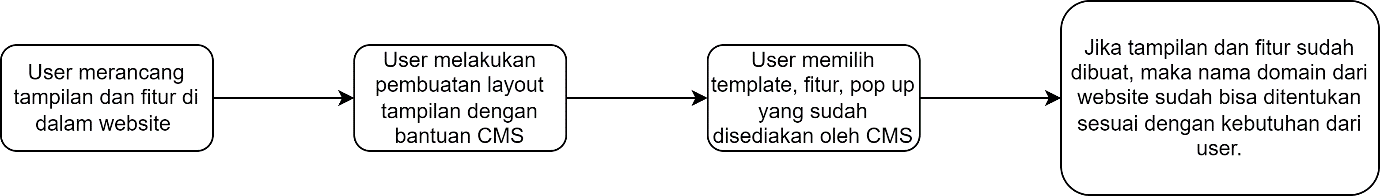 User merancang
tampilan dan fitur di
dalam website
User melakukan
pembuatan layout
tampilan dengan
bantuan CMS
User memilih
template, fitur, pop up
yang sudah
disediakan oleh CMS
Jika tampilan dan fitur sudah
dibuat, maka nama domain dari
website sudah bisa ditentukan
sesuai dengan kebutuhan dari
user.